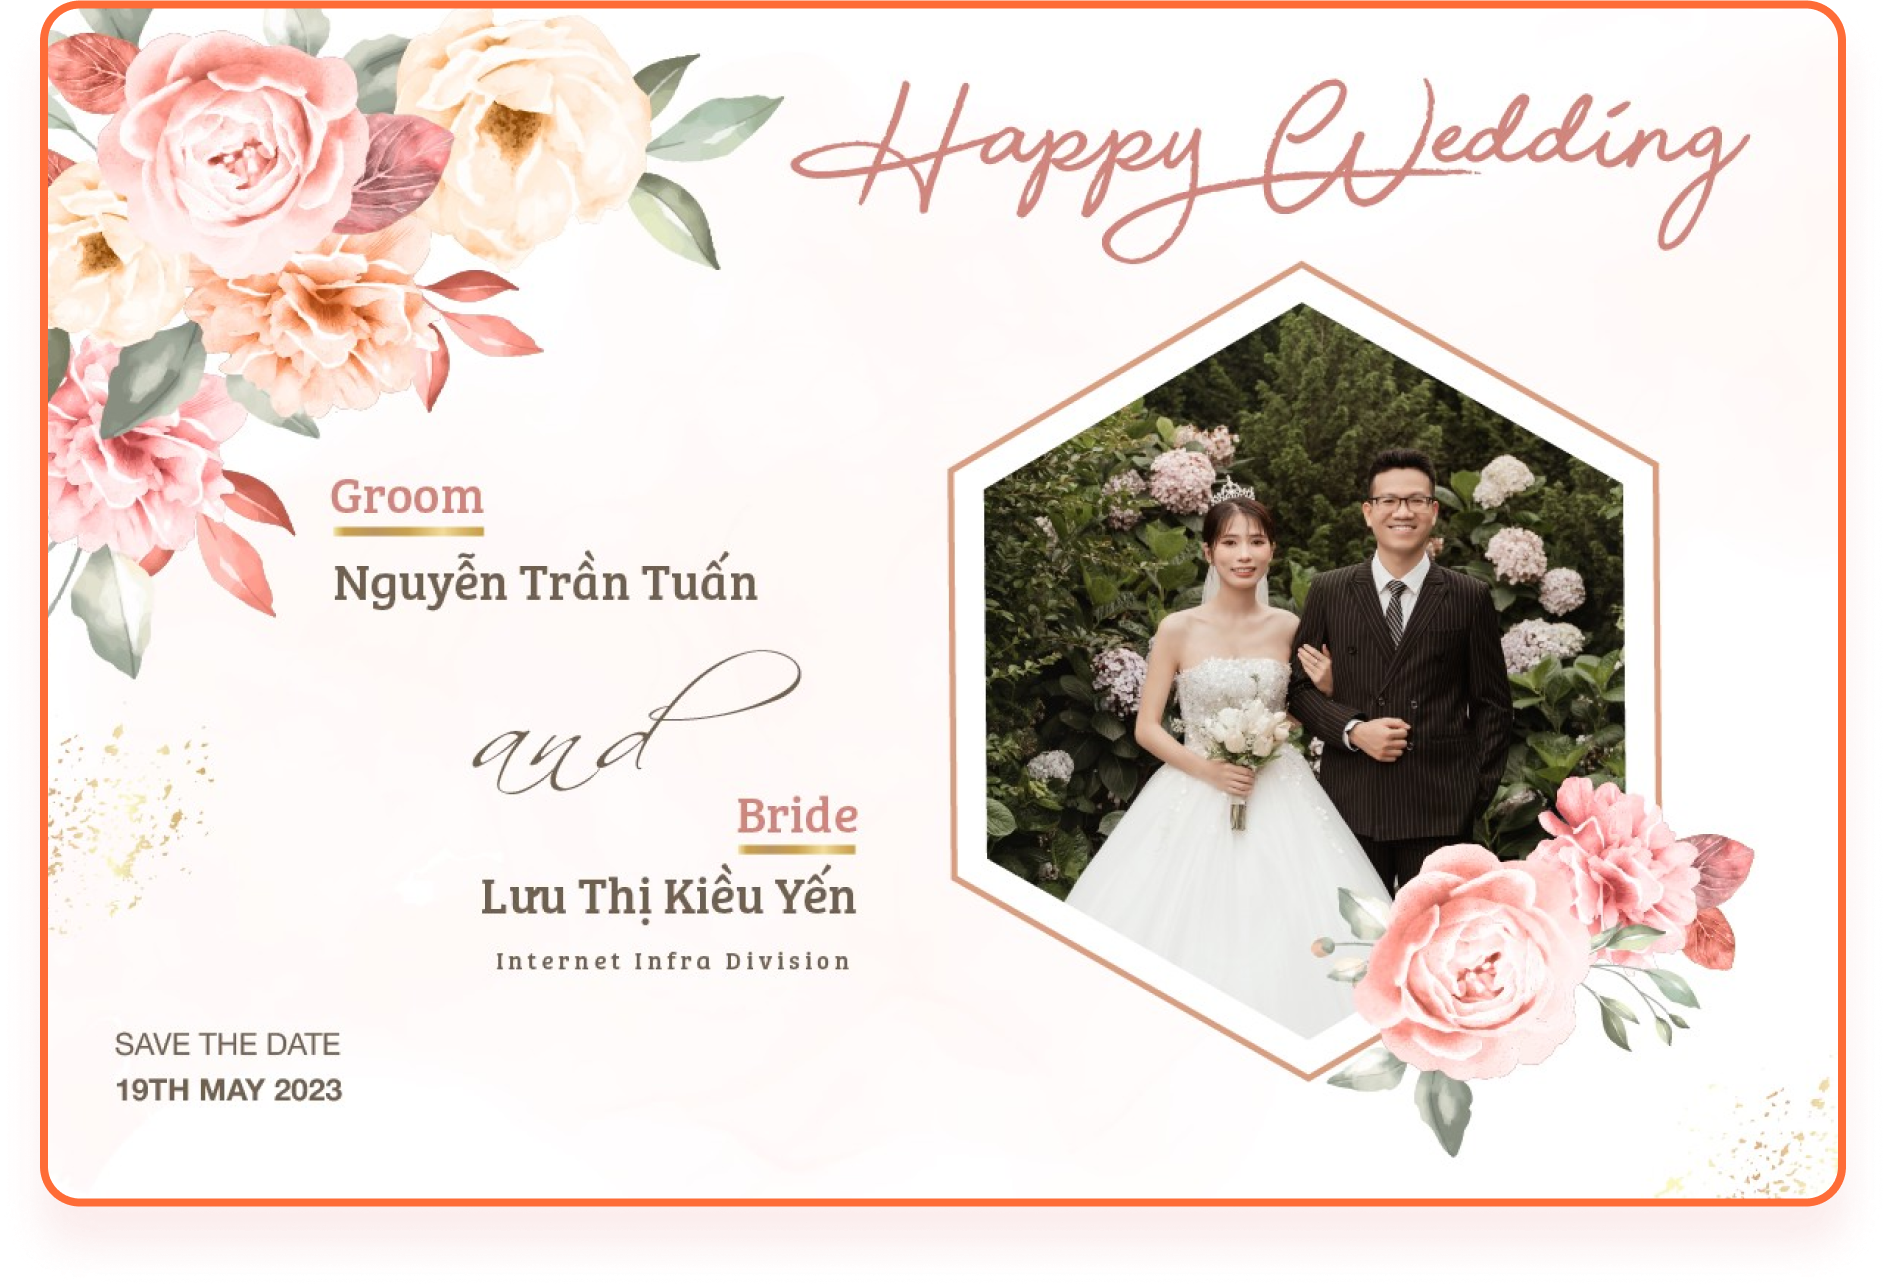 Happy Wedding
Groom
Nguyễn Trần Tuấn
and
Bride
Lưu Thị Kiều Yến
Internet Infra Division
SAVE THE DATE
19TH MAY 2023